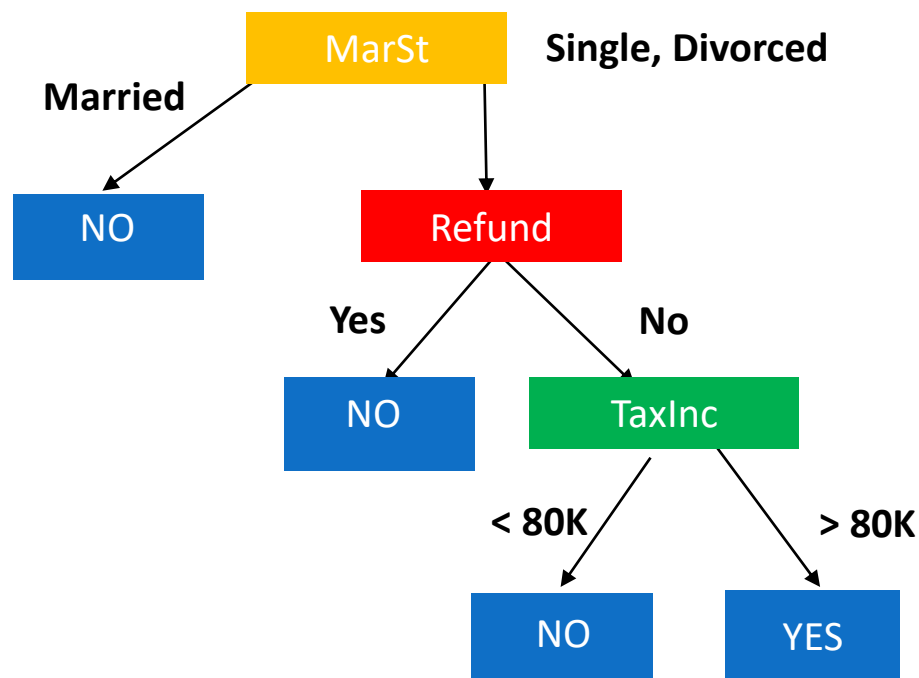 MarSt
Single, Divorced
Married
NO
Refund
Yes
No
NO
TaxInc
< 80K
> 80K
NO
YES